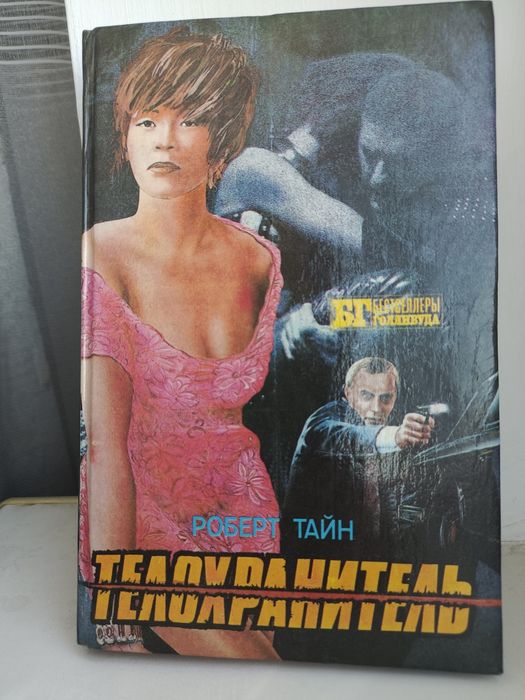 БГ БЕСТСЕЛЛЕРЫ
ГОЛЛИВУДА
РОБЕРТ ТАЙН
ТЕЛОХРАНИТЕЛЬ